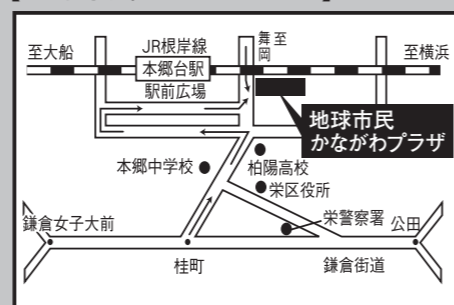 JR根岸線
舞岡
至
至大船
至横浜
本郷台駅
駅前広場
地球市民
かながわプラザ
本郷中学校
柏陽高校
栄区役所
鎌倉女子大前
栄警察署
公田
桂町
鎌倉街道